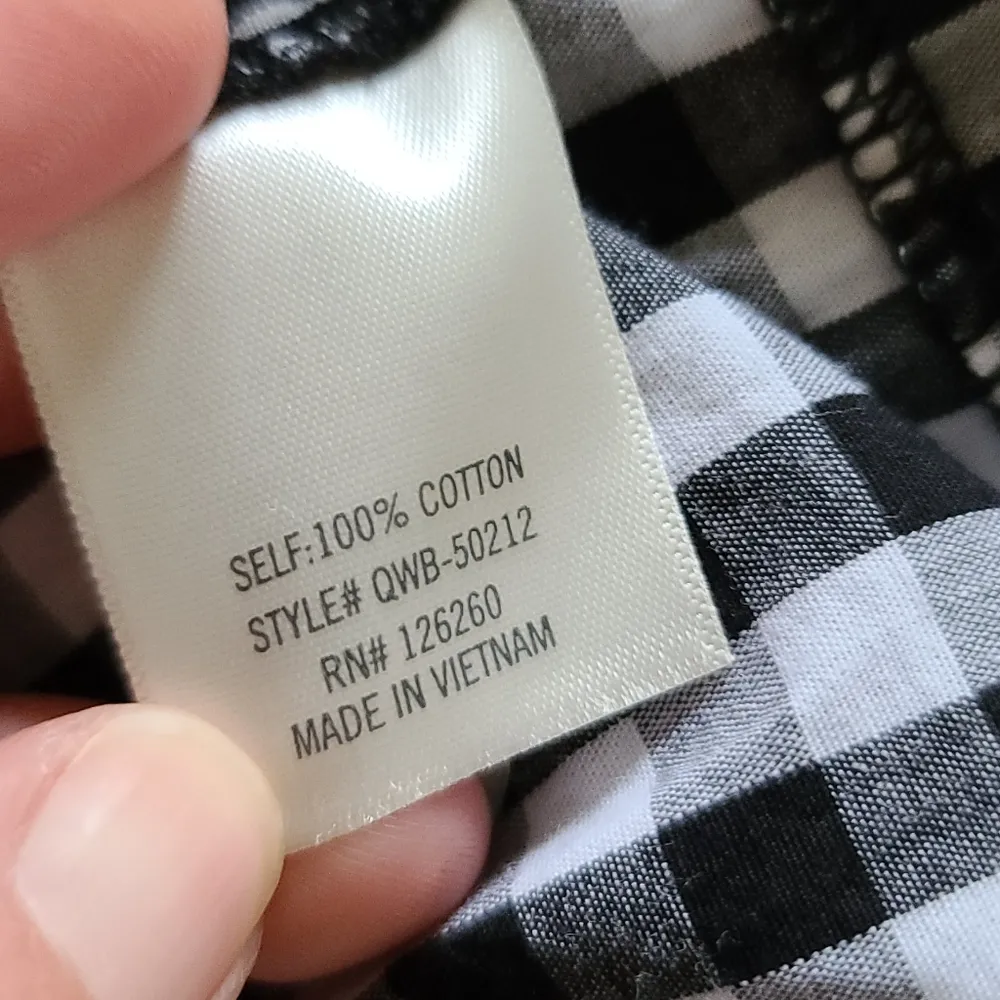 SELF:100% COTTON
STYLE# QWB-50212
RN# 126260
MADE IN VIETNAM